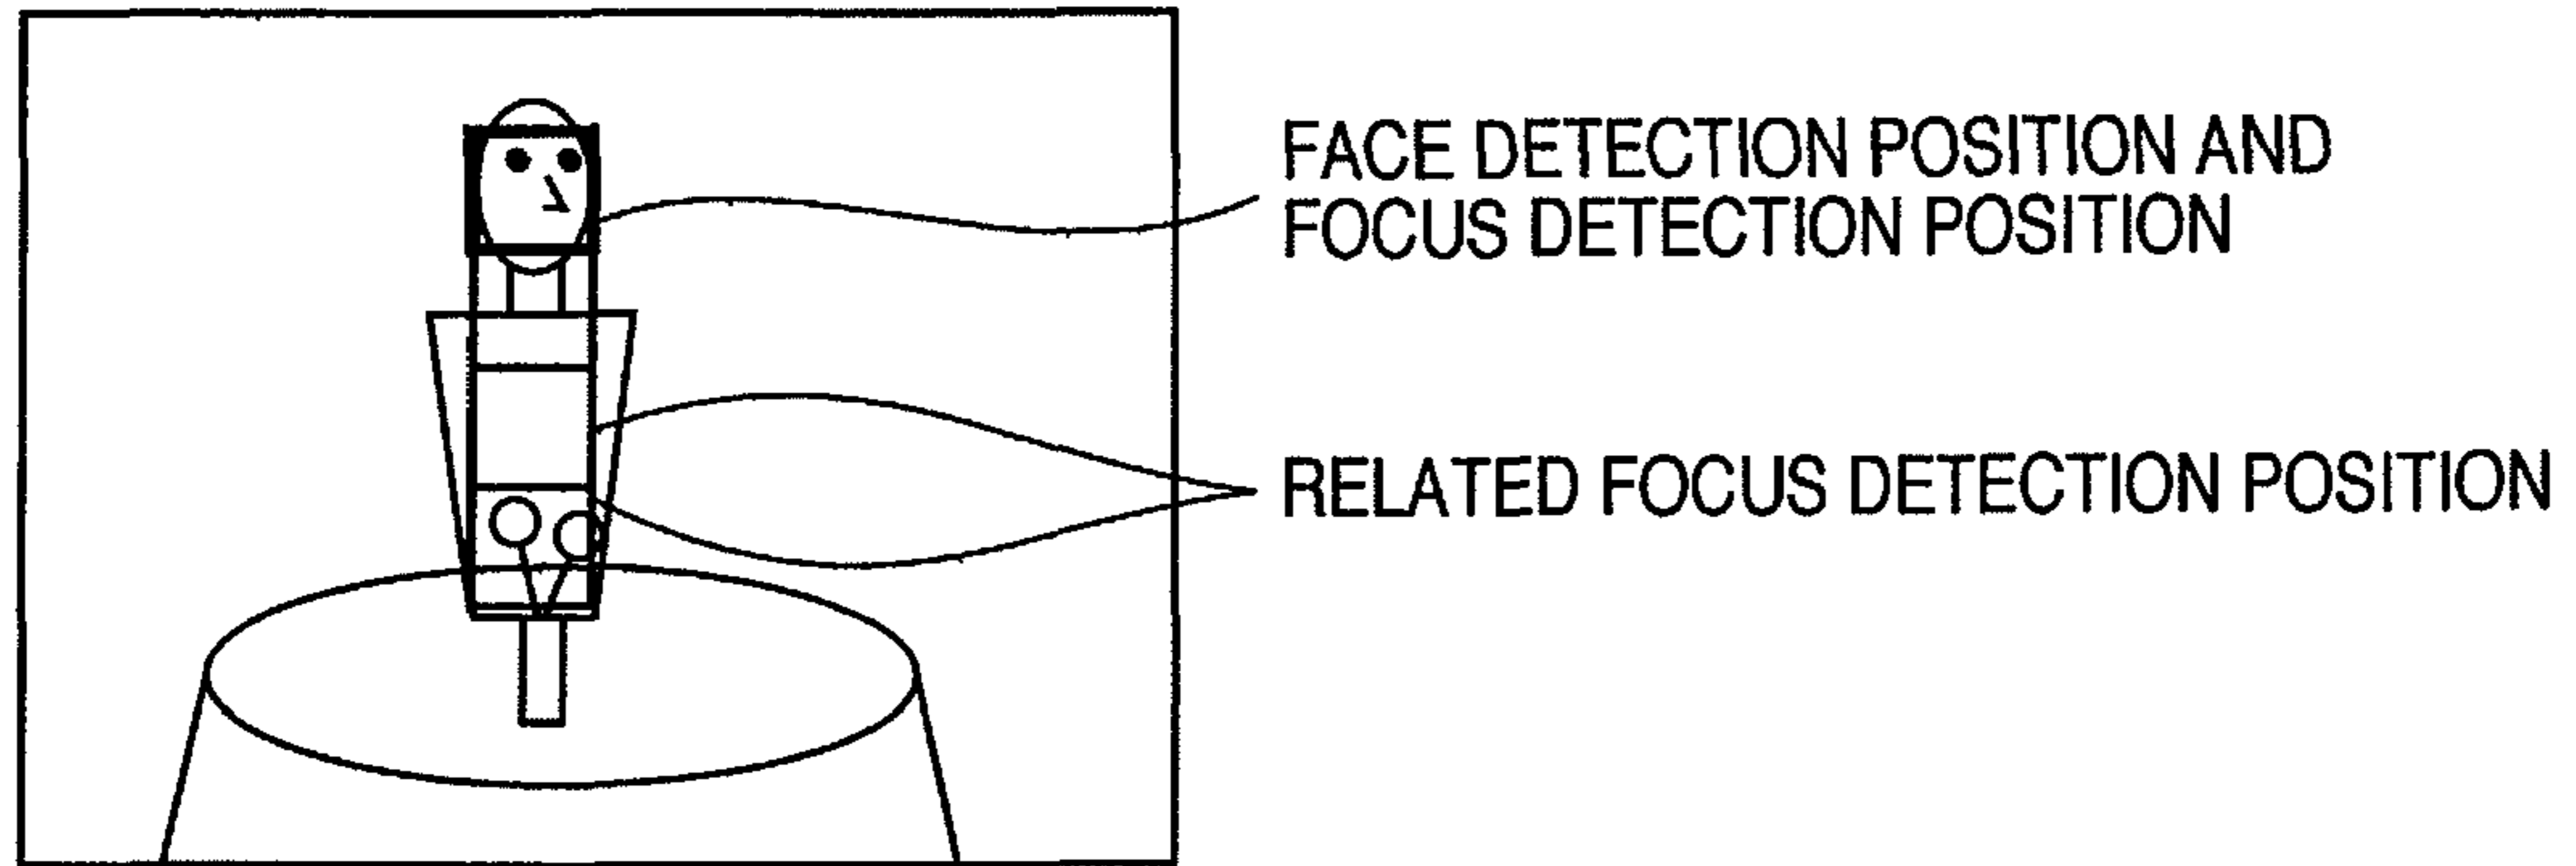 FACE DETECTION POSITION AND
FOCUS DETECTION POSITION
RELATED FOCUS DETECTION POSITION